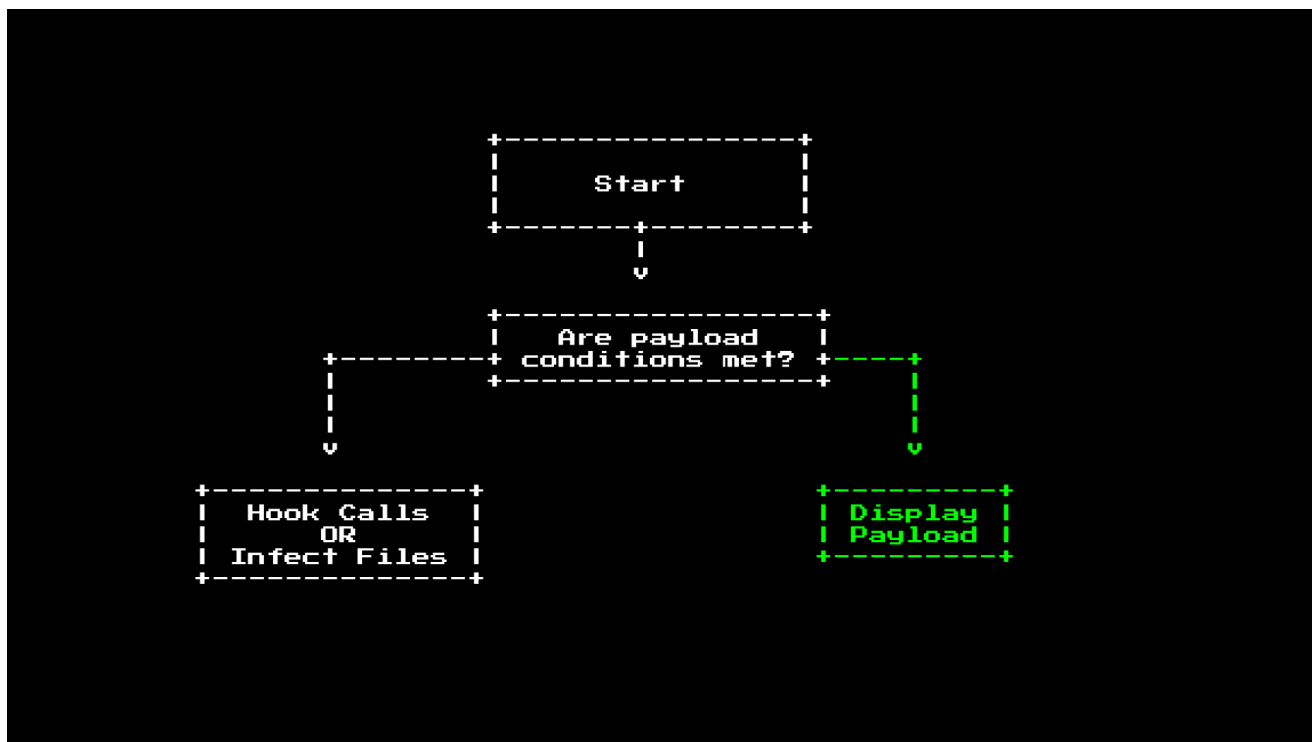 Start
Are payload
conditions met?
Hook Calls
OR
Infect Files
Display
Payload